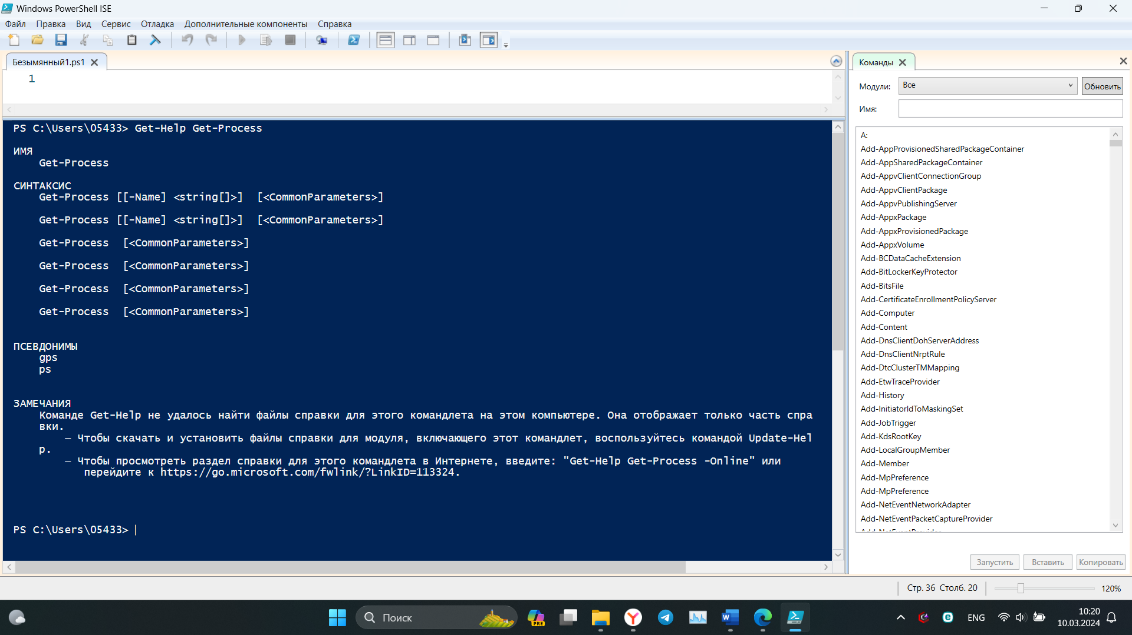 Windows PowerShell ISE
Файл Правка Вид Сервис Отладка Дополнительные компоненты Справка
Безымянный1.ps1
1
PS C:\Users\05433> Get-Help Get-Process
ИМЯ
Get-Process
СИНТАКСИС
Get-Process [[-Name] <string[]>] [<CommonParameters>]
Get-Process [[-Name] <string[]>] [<CommonParameters>]
Get-Process [<CommonParameters>]
Get-Process [<CommonParameters>]
Get-Process [<CommonParameters>]
Get-Process [<CommonParameters>]
ПСЕВДОНИМЫ
gps
ps
ЗАМЕЧАНИЯ
Команде Get-Help не удалось найти файлы справки для этого командлета на этом компьютере. Она отображает только часть спра
вки.
— Чтобы скачать и установить файлы справки для модуля, включающего этот командлет, воспользуйтесь командой Update-Hel
p.
— Чтобы просмотреть раздел справки для этого командлета в Интернете, введите: "Get-Help Get-Process -Online" или
перейдите к https://go.microsoft.com/fwlink/?LinkID=113324.
PS C:\Users\05433>
Команды
Модули: Все Обновить
Имя:
A:
Add-AppProvisionedSharedPackageContainer
Add-AppSharedPackageContainer
Add-AppvClientConnectionGroup
Add-AppvClientPackage
Add-AppvPublishingServer
Add-AppxPackage
Add-AppxProvisionedPackage
Add-AppxVolume
Add-BCDataCacheExtension
Add-BitLockerKeyProtector
Add-BitsFile
Add-CertificateEnrollmentPolicyServer
Add-Computer
Add-Content
Add-DnsClientDohServerAddress
Add-DnsClientNrptRule
Add-DtcClusterTMMapping
Add-EtwTraceProvider
Add-History
Add-InitiatorIdToMaskingSet
Add-JobTrigger
Add-KdsRootKey
Add-LocalGroupMember
Add-Member
Add-MpPreference
Add-MpPreference
Add-NetEventNetworkAdapter
Add-NetEventPacketCaptureProvider
Запустить Вставить Копировать
Стр. 36 Столб. 20 120%
Поиск
ENG
10:20
10.03.2024